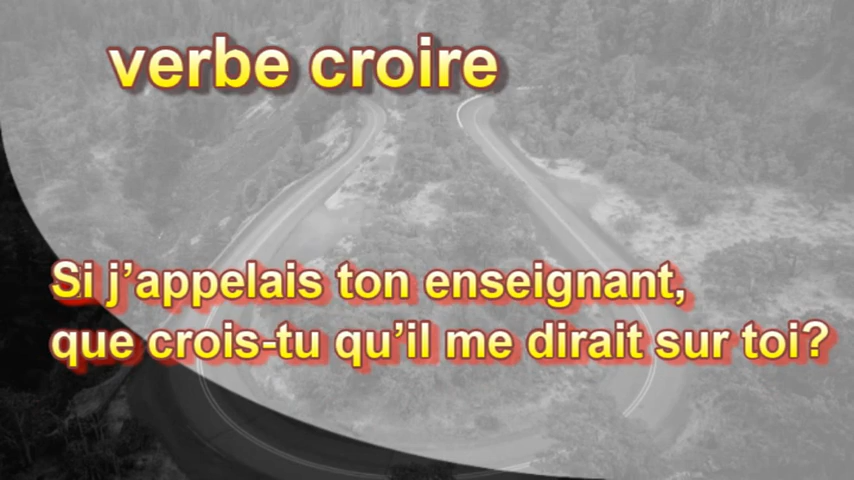 verbe croire
Si j’appelais ton enseignant,
que crois-tu qu’il me dirait sur toi?